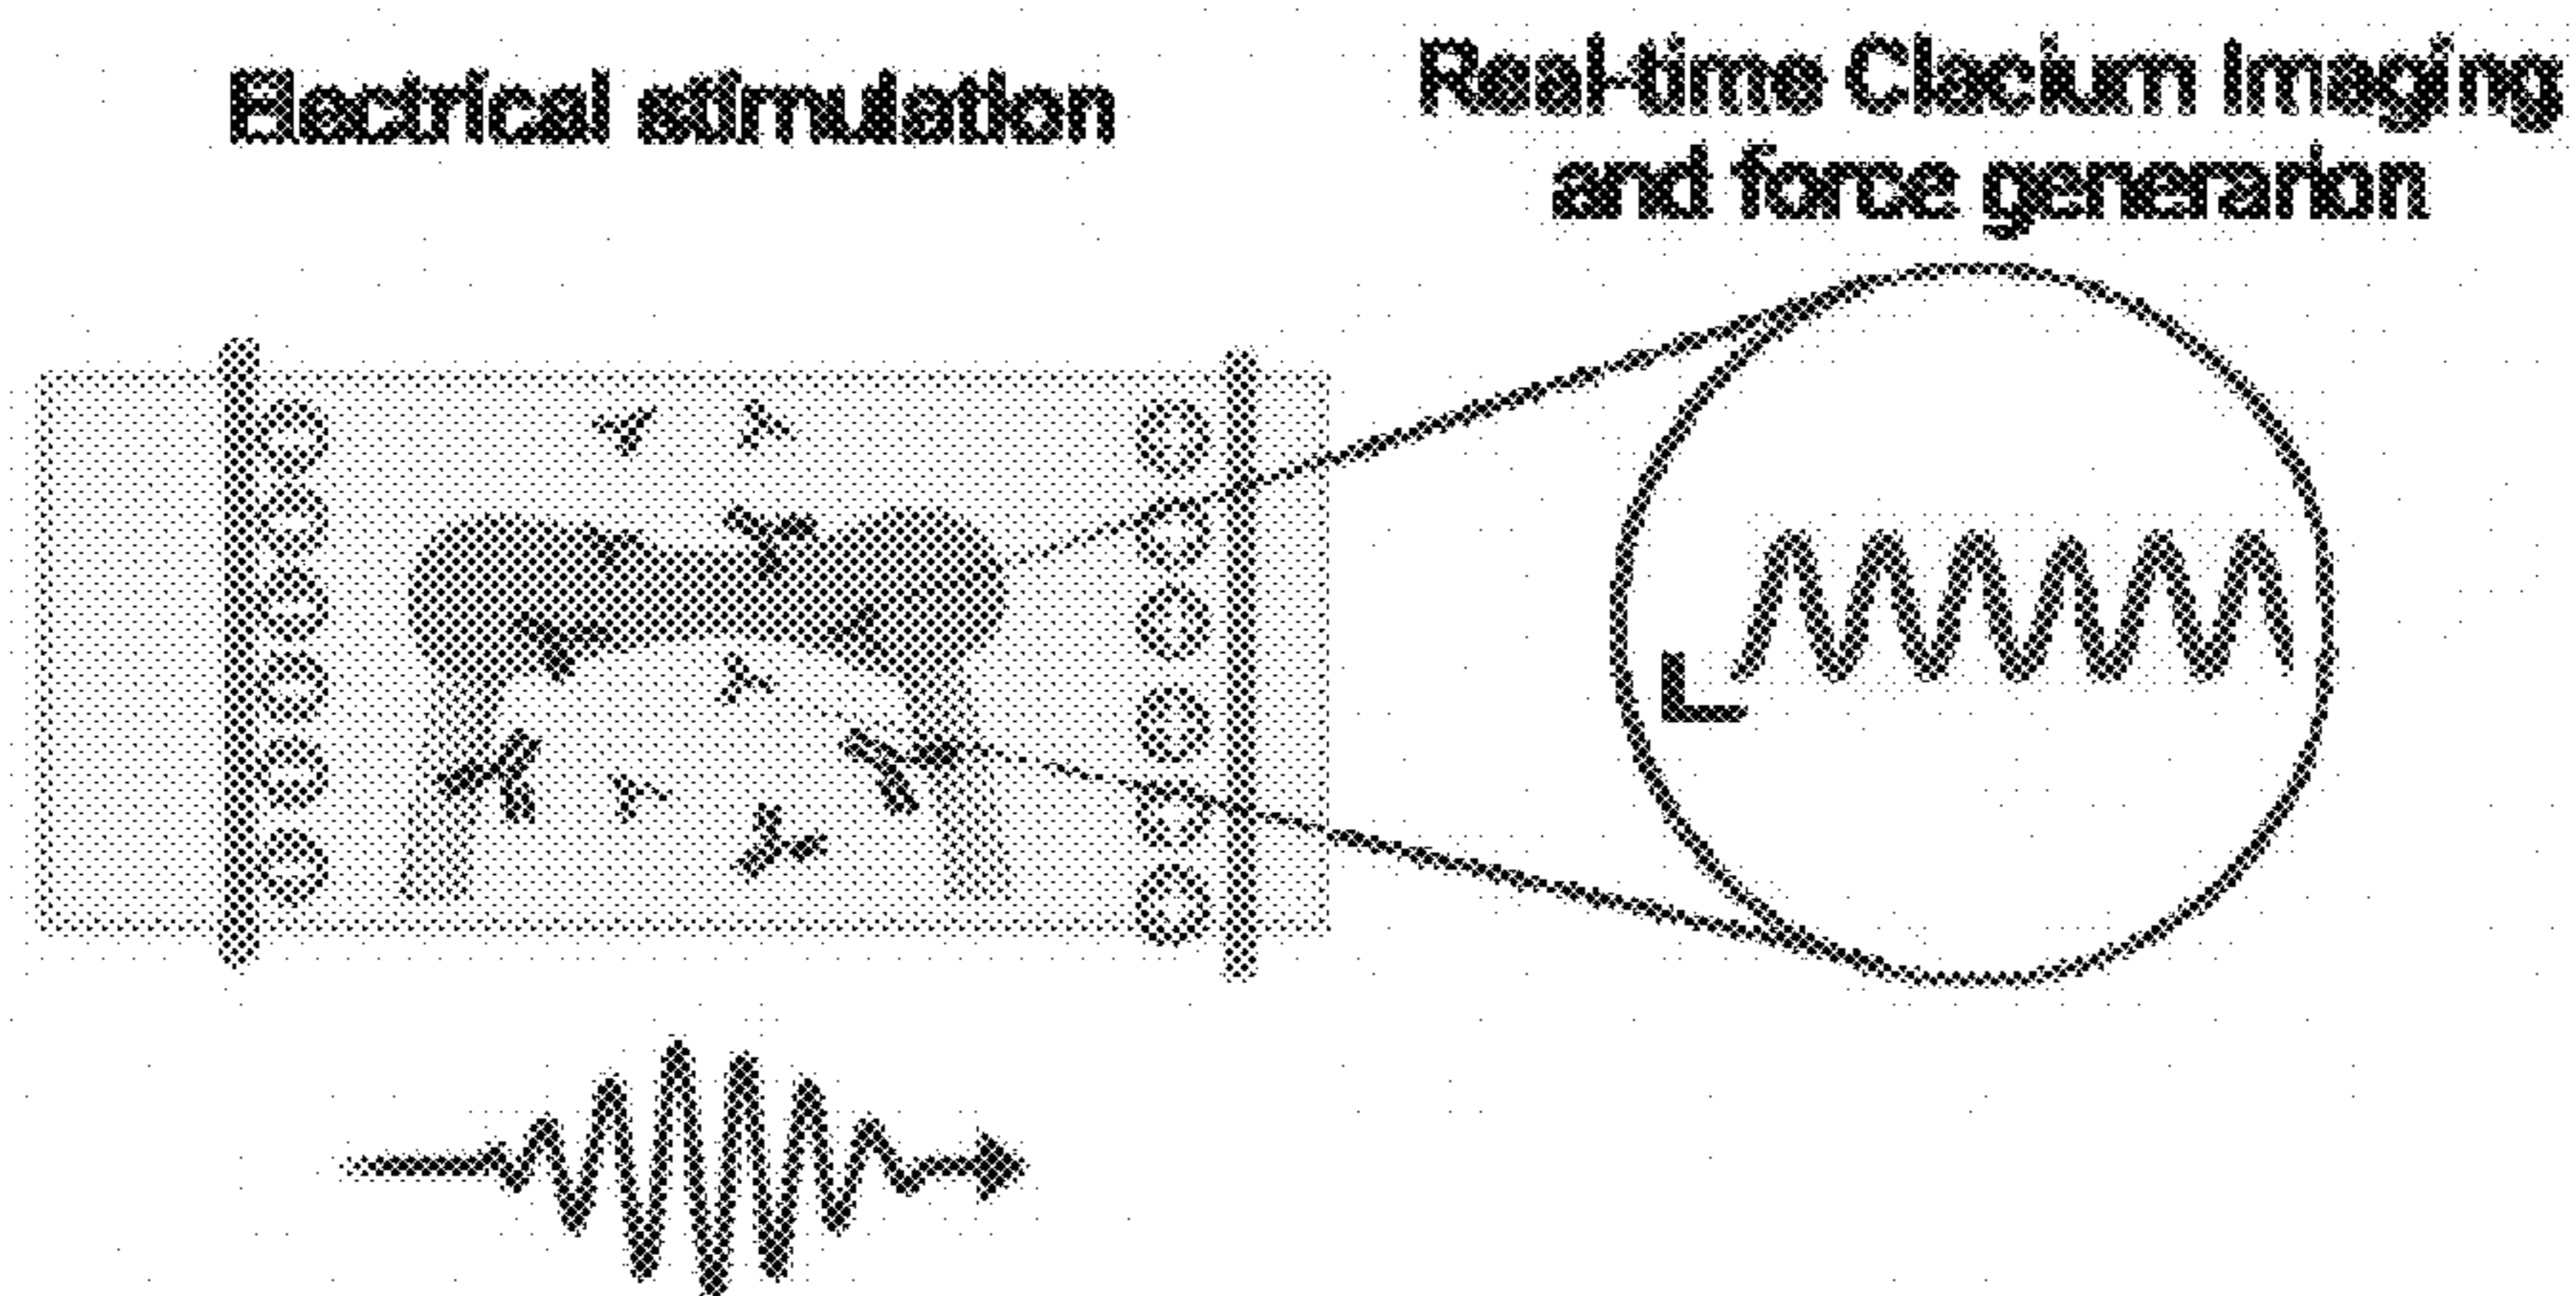 Electrical stimulation
Real-time Clacium Imaging
and force generarion